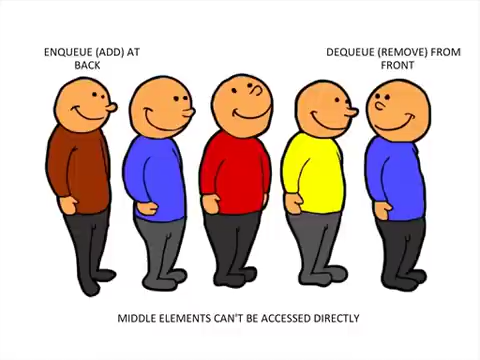 ENQUEUE (ADD) AT
BACK
DEQUEUE (REMOVE) FROM
FRONT
MIDDLE ELEMENTS CAN'T BE ACCESSED DIRECTLY